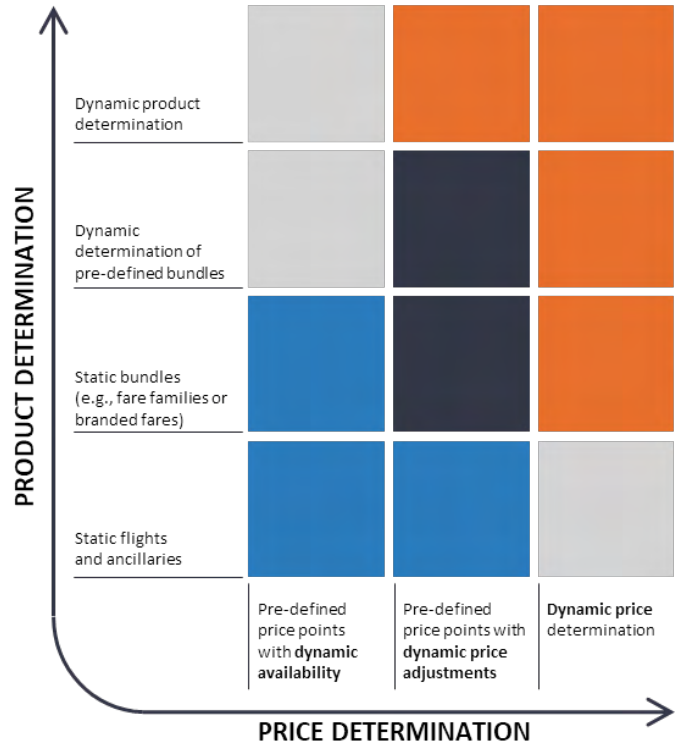 PRODUCT DETERMINATION
Dynamic product
determination
Dynamic
determination of
pre-defined bundles
Static bundles
(e.g., fare families or
branded fares)
Static flights
and ancillaries
Pre-defined
price points
with dynamic
availability
Pre-defined
price points with
dynamic price
adjustments
Dynamic price
determination
PRICE DETERMINATION